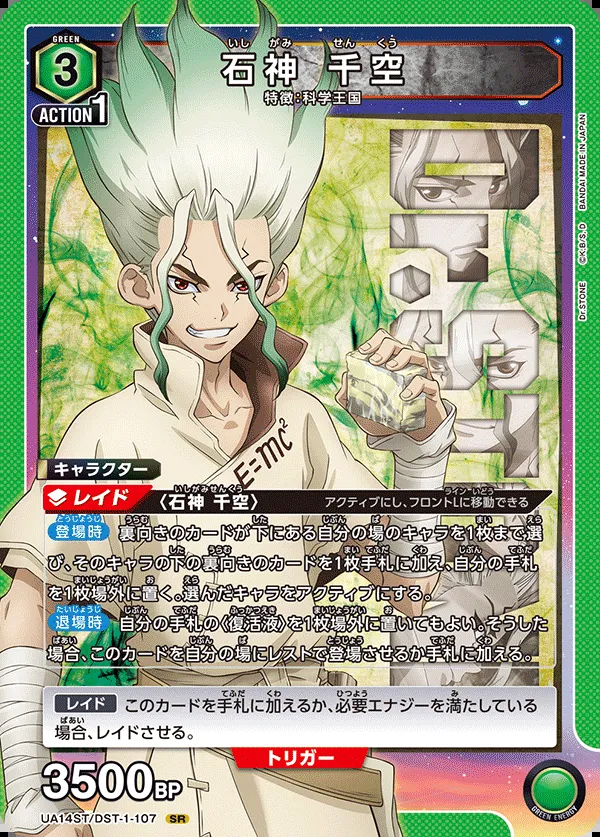 GREEN
3
ACTION1
いしがみ せんくう
石神 千空
特徴:科学王国
Dr.STONE ©K.B/S,D BANDAI MADE IN JAPAN
Dr.ST
E=mc²
キャラクター
レイド 〈石神 千空〉 アクティブにし、フロントLに移動できる
登場時 裏向きのカードが下にある自分の場のキャラを1枚まで選
び、そのキャラの下の裏向きのカードを1枚手札に加え、自分の手札
を1枚場外に置く。選んだキャラをアクティブにする。
退場時 自分の手札の〈復活液〉を1枚場外に置いてもよい。そうした
場合、このカードを自分の場にレストで登場させるか手札に加える。
レイド このカードを手札に加えるか、必要エナジーを満たしている
場合、レイドさせる。
トリガー
3500BP
UA14ST/DST-1-107 SR
GREEN ENERGY